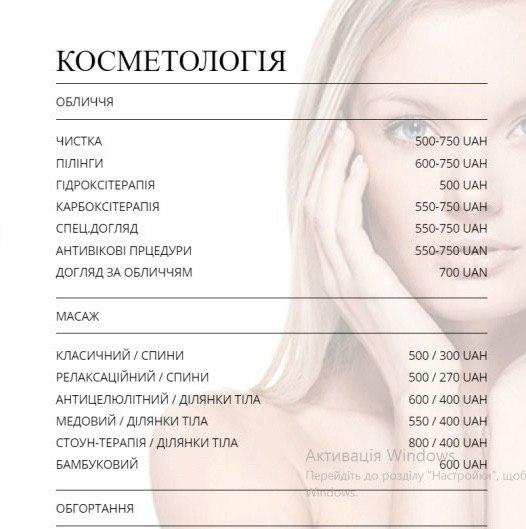 КОСМЕТОЛОГІЯ
ОБЛИЧЧЯ
ЧИСТКА 500-750 UAH
ПІЛІНГИ 600-750 UAH
ГІДРОКСІТЕРАПІЯ 500 UAH
КАРБОКСІТЕРАПІЯ 550-750 UAH
СПЕЦ.ДОГЛЯД 550-750 UAH
АНТИВІКОВІ ПРЦЕДУРИ 550-750 UAN
ДОГЛЯД ЗА ОБЛИЧЧЯМ 700 UAN
МАСАЖ
КЛАСИЧНИЙ / СПИНИ 500 / 300 UAH
РЕЛАКСАЦІЙНИЙ / СПИНИ 500 / 270 UAH
АНТИЦЕЛЮЛІТНИЙ / ДІЛЯНКИ ТІЛА 600 / 400 UAH
МЕДОВИЙ / ДІЛЯНКИ ТІЛА 550 / 400 UAH
СТОУН-ТЕРАПІЯ / ДІЛЯНКИ ТІЛА 800 / 400 UAH
БАМБУКОВИЙ 600 UAH
Активація Windows
Перейдіть до розділу "Настройки", щоб
Windows.
ОБГОРТАННЯ